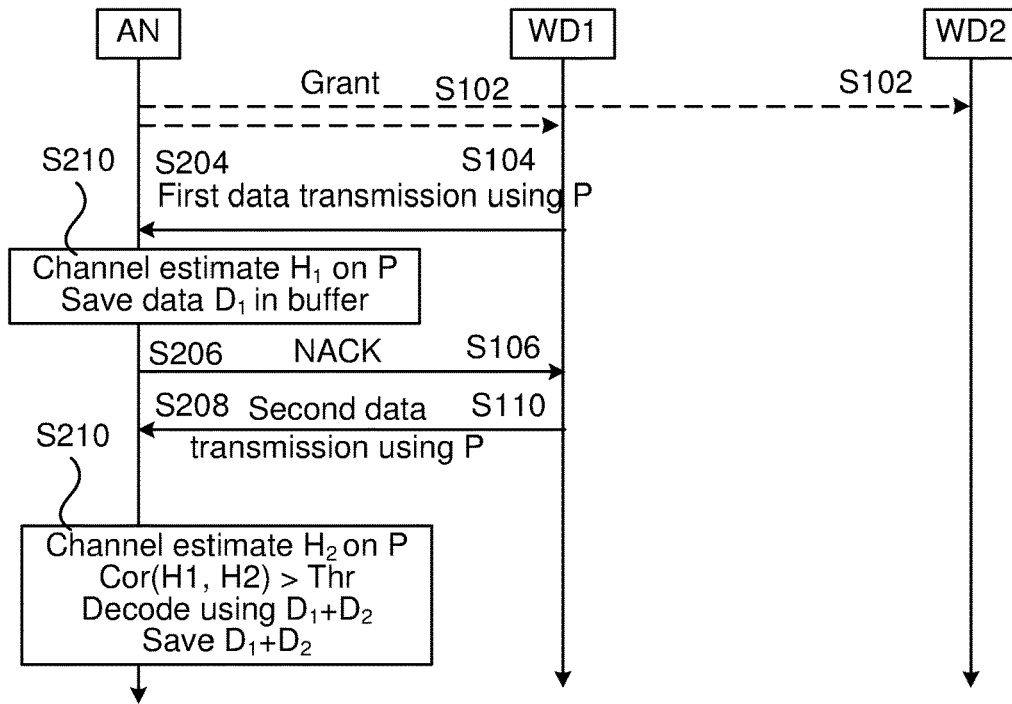 AN
WD1
WD2
Grant
S102
S102
S210
S204
S104
First data transmission using P
Channel estimate H₁ on P
Save data D₁ in buffer
S206
NACK
S106
S208
Second data
S110
transmission using P
S210
Channel estimate H₂ on P
Cor(H1, H2) > Thr
Decode using D₁+D₂
Save D₁+D₂